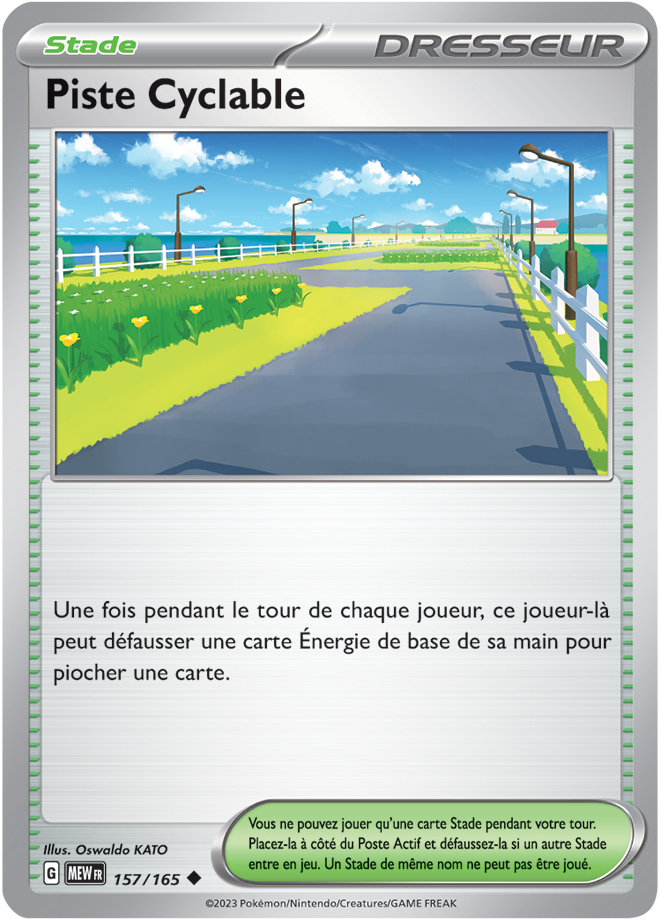 Stade
DRESSEUR
Piste Cyclable
Une fois pendant le tour de chaque joueur, ce joueur-là
peut défausser une carte Énergie de base de sa main pour
piocher une carte.
Vous ne pouvez jouer qu'une carte Stade pendant votre tour.
Placez-la à côté du Poste Actif et défaussez-la si un autre Stade
entre en jeu. Un Stade de même nom ne peut pas être joué.
Illus. Oswaldo KATO
G MEW FR 157/165
©2023 Pokémon/Nintendo/Creatures/GAME FREAK